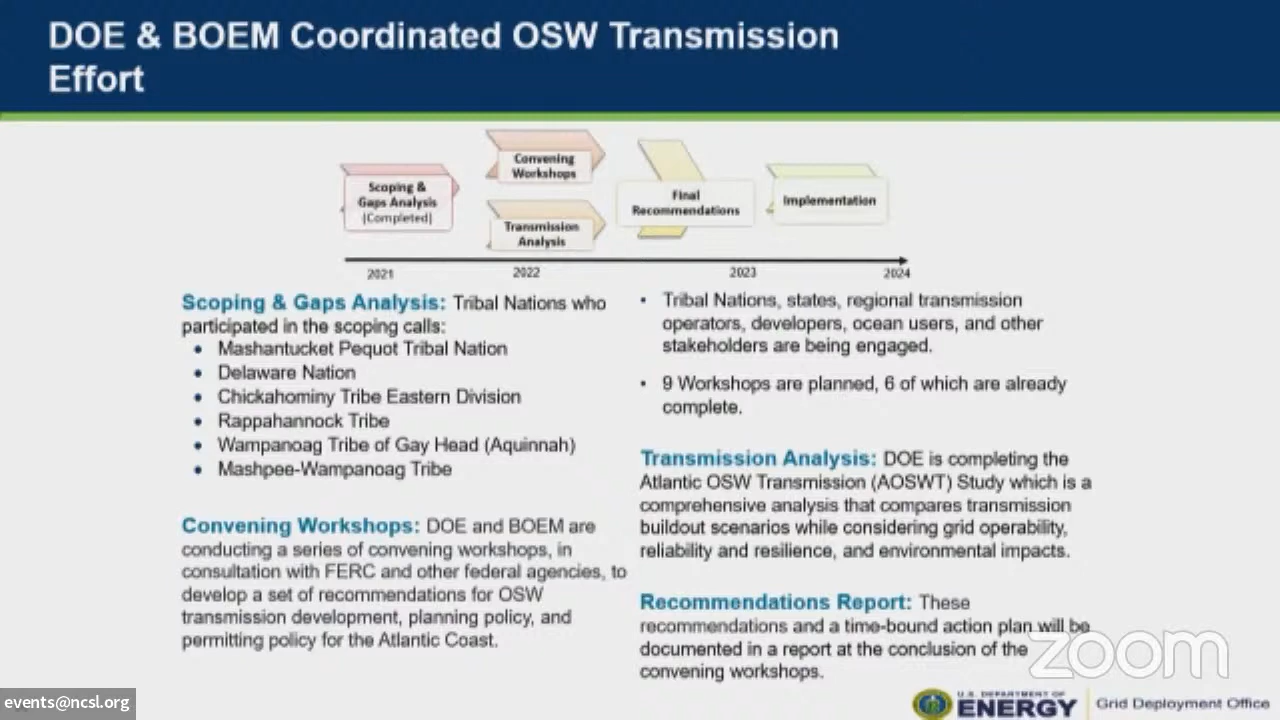 DOE & BOEM Coordinated OSW Transmission
Effort
Scoping &
Gaps Analysis
(Completed)
Convening
Workshops
Transmission
Analysis
Final
Recommendations
Implementation
2021
2022
2023
2024
Scoping & Gaps Analysis: Tribal Nations who
participated in the scoping calls:
• Mashantucket Pequot Tribal Nation
• Delaware Nation
• Chickahominy Tribe Eastern Division
• Rappahannock Tribe
• Wampanoag Tribe of Gay Head (Aquinnah)
• Mashpee-Wampanoag Tribe
Convening Workshops: DOE and BOEM are
conducting a series of convening workshops, in
consultation with FERC and other federal agencies, to
develop a set of recommendations for OSW
transmission development, planning policy, and
permitting policy for the Atlantic Coast.
• Tribal Nations, states, regional transmission
operators, developers, ocean users, and other
stakeholders are being engaged.
• 9 Workshops are planned, 6 of which are already
complete.
Transmission Analysis: DOE is completing the
Atlantic OSW Transmission (AOSWT) Study which is a
comprehensive analysis that compares transmission
buildout scenarios while considering grid operability,
reliability and resilience, and environmental impacts.
Recommendations Report: These
recommendations and a time-bound action plan will be
documented in a report at the conclusion of the
convening workshops.
zoom
events@ncsl.org
U.S. DEPARTMENT OF
ENERGY
Grid Deployment Office